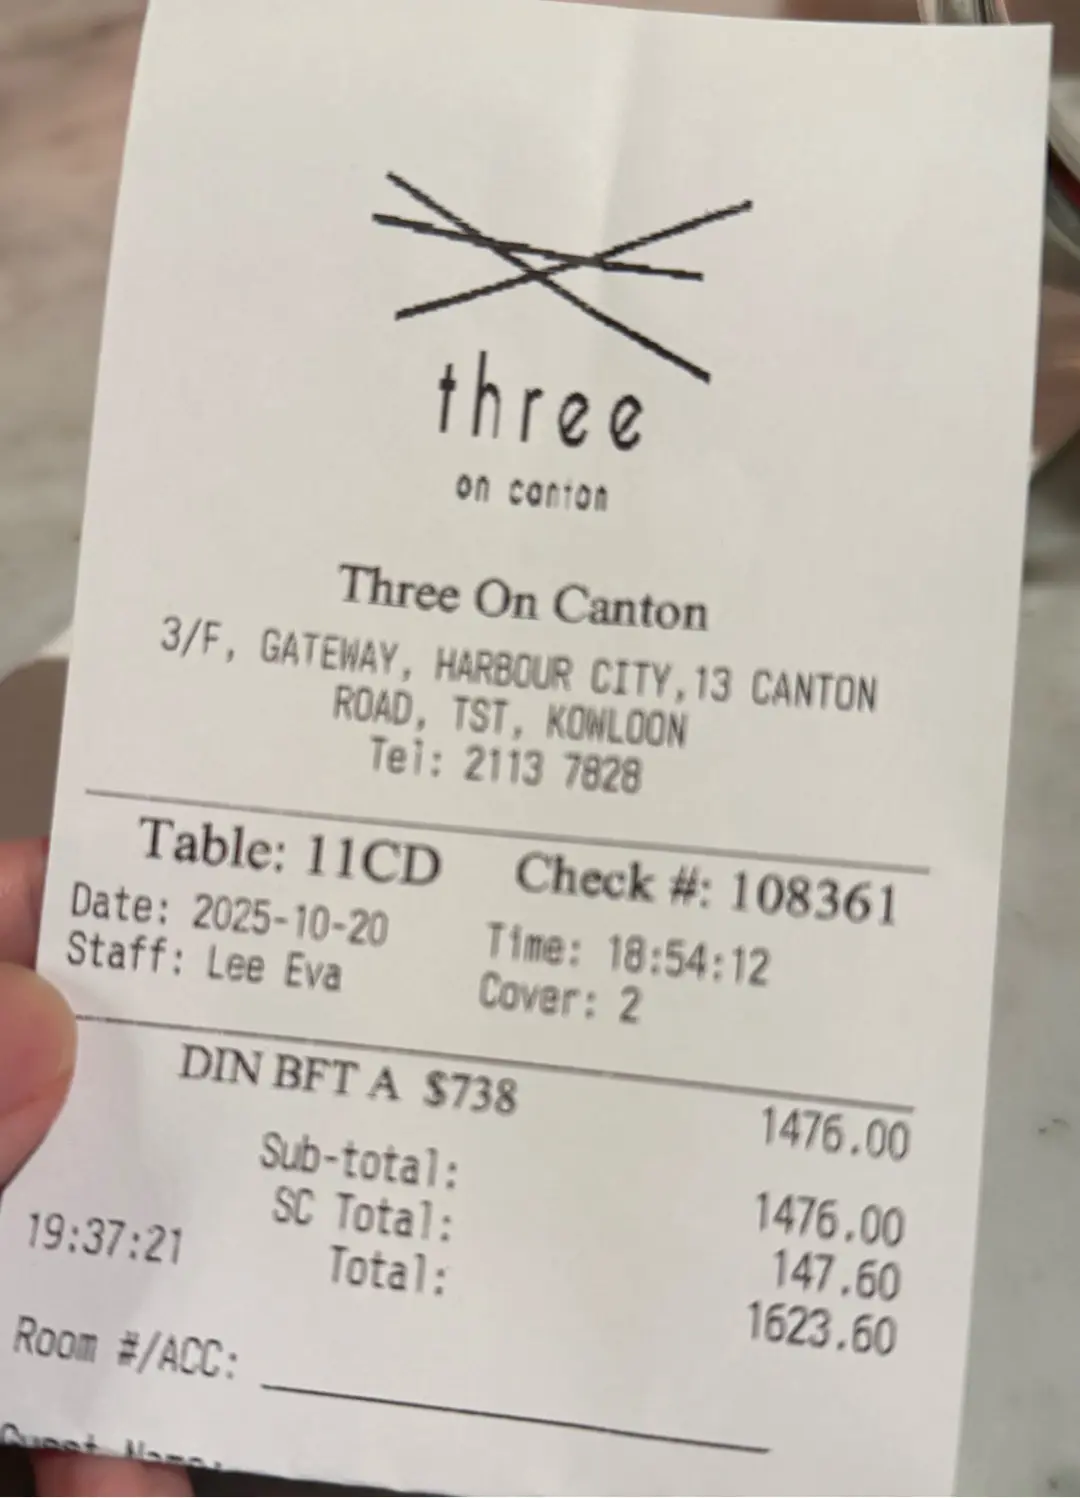 three
on canton
Three On Canton
3/F, GATEWAY, HARBOUR CITY,13 CANTON
ROAD, TST, KOWLOON
Tel: 2113 7828
Table: 11CD Check #: 108361
Date: 2025-10-20 Time: 18:54:12
Staff: Lee Eva Cover: 2
DIN BFT A $738 1476.00
Sub-total: 1476.00
SC Total: 147.60
19:37:21 Total: 1623.60
Room #/ACC:
Guest Name: